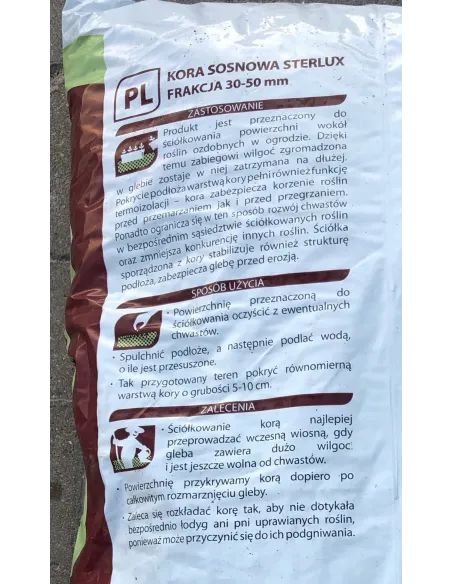 PL
KORA SOSNOWA STERLUX
FRAKCJA 30-50 mm
ZASTOSOWANIE
Produkt jest przeznaczony do
ściółkowania powierzchni wokół
roślin ozdobnych w ogrodzie. Dzięki
temu zabiegowi wilgoć zgromadzona
w glebie zostaje w niej zatrzymana na dłużej.
Pokrycie podłoża warstwą kory pełni również funkcję
termoizolacji – kora zabezpiecza korzenie roślin
przed przemarzaniem jak i przed przegrzaniem.
Ponadto ogranicza się w ten sposób rozwój chwastów
w bezpośrednim sąsiedztwie ściółkowanych roślin
oraz zmniejsza konkurencję innych roślin. Ściółka
sporządzona z kory stabilizuje również strukturę
podłoża, zabezpiecza glebę przed erozją.
SPOSÓB UŻYCIA
• Powierzchnię przeznaczoną do
ściółkowania oczyścić z ewentualnych
chwastów.
• Spulchnić podłoże, a następnie podlać wodą,
o ile jest przesuszone.
• Tak przygotowany teren pokryć równomierną
warstwą kory o grubości 5-10 cm.
ZALECENIA
• Ściółkowanie korą najlepiej
przeprowadzać wczesną wiosną, gdy
gleba zawiera dużo wilgoci
i jest jeszcze wolna od chwastów.
• Powierzchnię przykrywamy korą dopiero po
całkowitym rozmarznięciu gleby.
• Zaleca się rozkładać korę tak, aby nie dotykała
bezpośrednio łodyg ani pni uprawianych roślin,
ponieważ może przyczynić się do ich podgniwania.